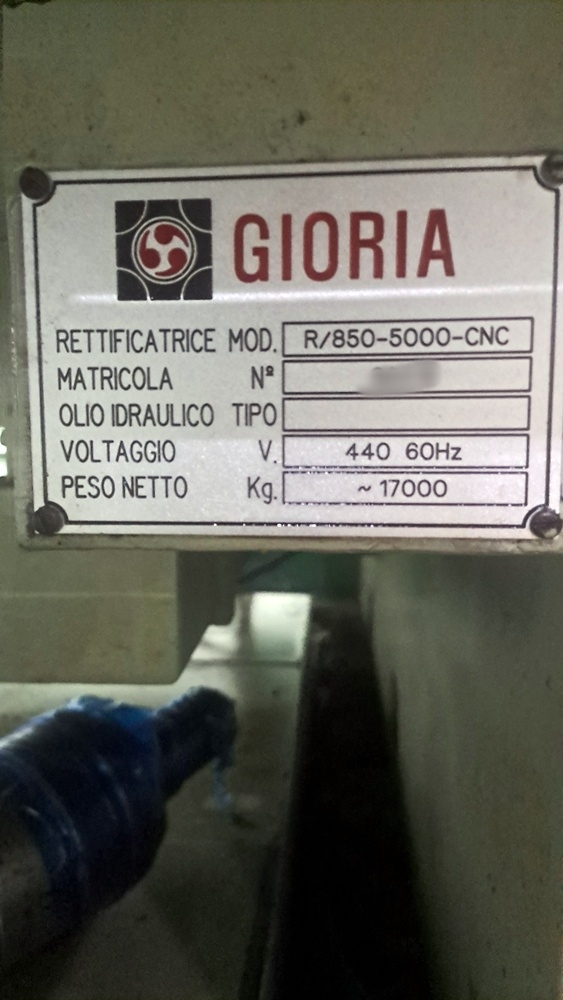 GIORIA
RETTIFICATRICE MOD. R/850-5000-CNC
MATRICOLA Nº
OLIO IDRAULICO TIPO
VOLTAGGIO V. 440 60Hz
PESO NETTO Kg. ~ 17000